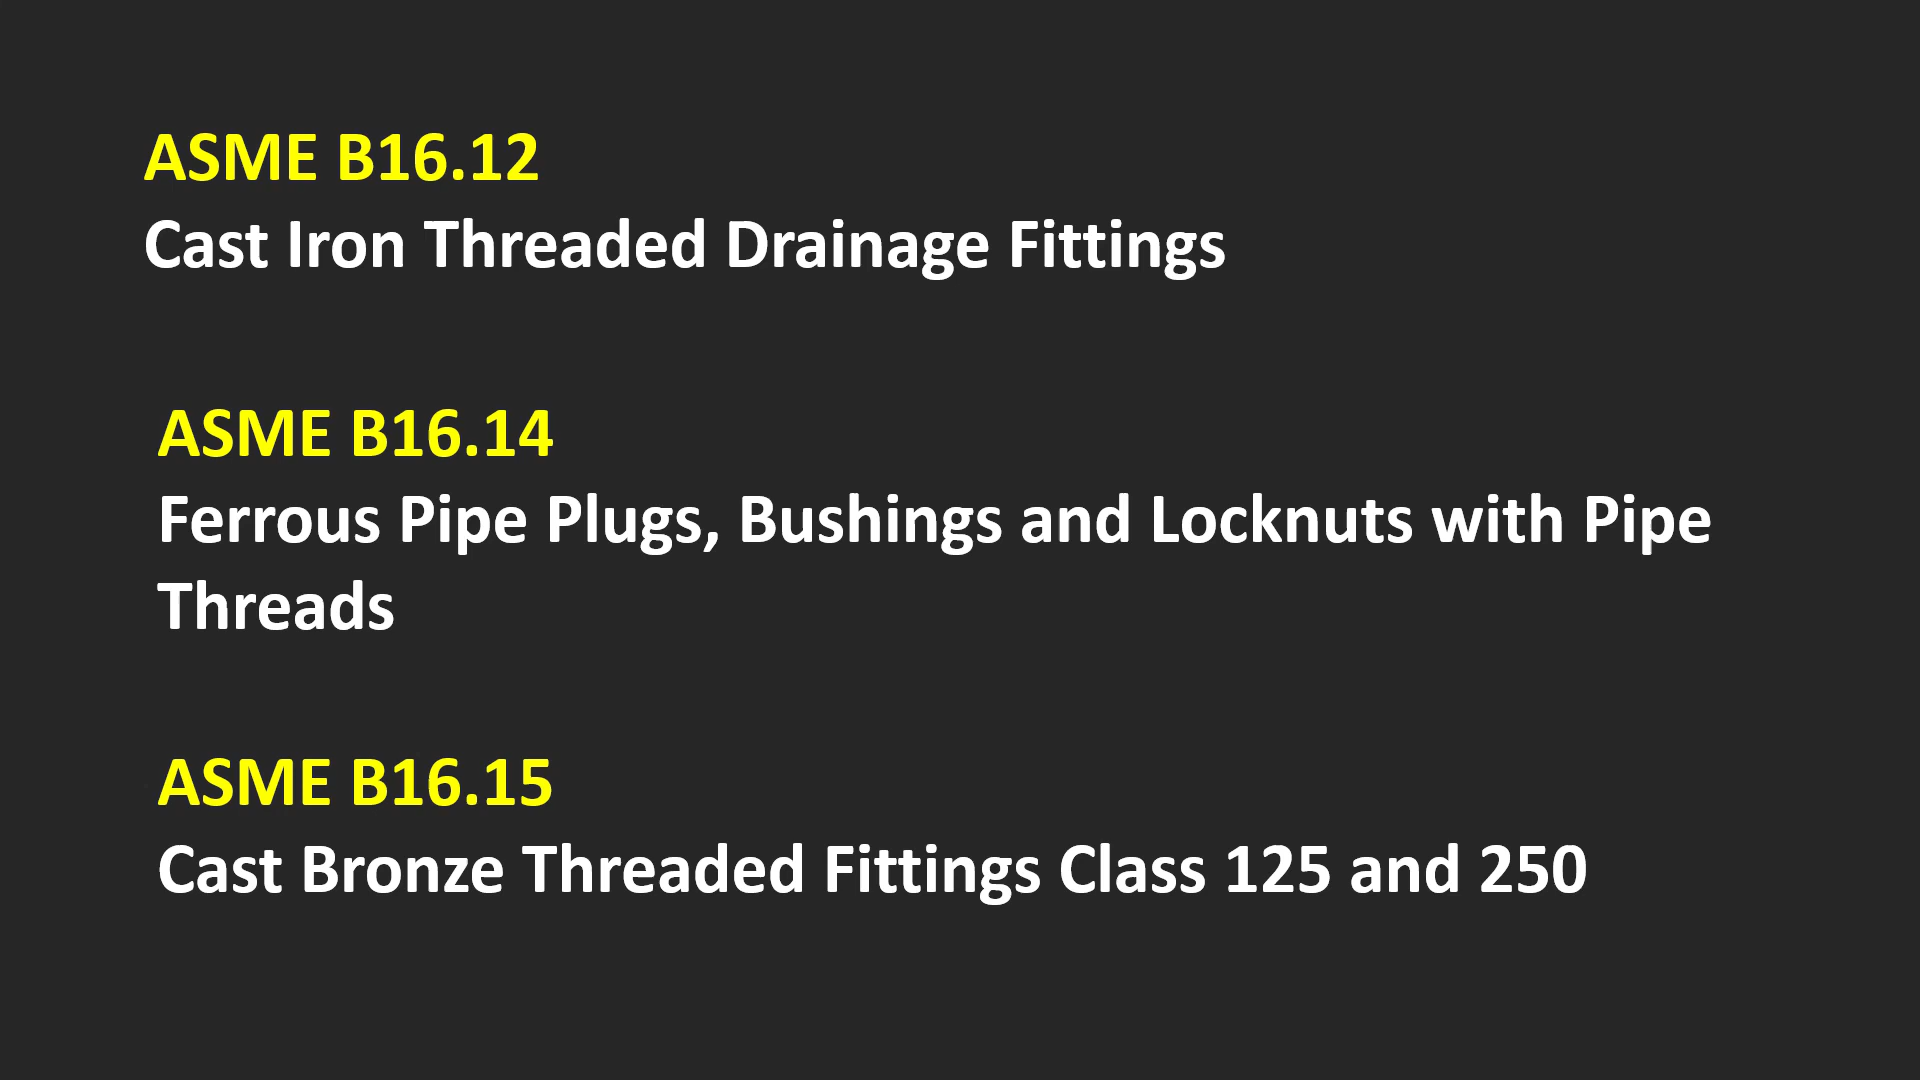 ASME B16.12
Cast Iron Threaded Drainage Fittings
ASME B16.14
Ferrous Pipe Plugs, Bushings and Locknuts with Pipe
Threads
ASME B16.15
Cast Bronze Threaded Fittings Class 125 and 250